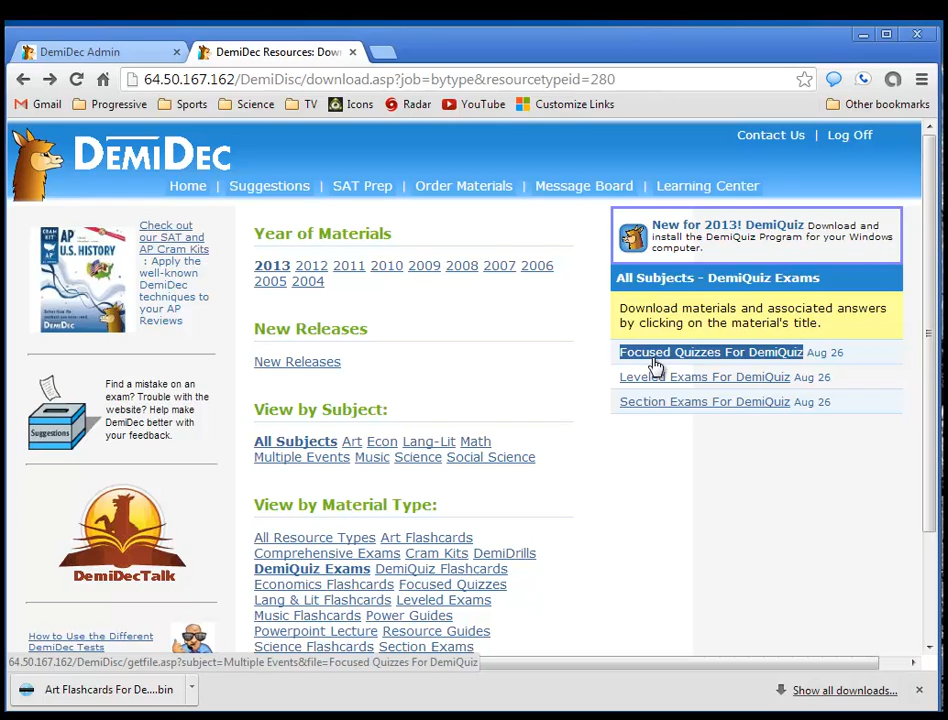 DemiDec Admin
DemiDec Resources: Dow
64.50.167.162/DemiDisc/download.asp?job=bytype&resourcetypeid=280
Gmail Progressive Sports Science TV Icons Radar YouTube Customize Links Other bookmarks
Contact Us | Log Off
DEMIDEC
Home | Suggestions | SAT Prep | Order Materials | Message Board | Learning Center
CRAM KIT
AP
U.S. HISTORY
DEMIDEC
Check out
our SAT and
AP Cram Kits
: Apply the
well-known
DemiDec
techniques to
your AP
Reviews
Suggestions
Find a mistake on an
exam? Trouble with the
website? Help make
DemiDec better with
your feedback.
DemiDecTalk
How to Use the Different
DemiDec Tests
Year of Materials
2013 2012 2011 2010 2009 2008 2007 2006
2005 2004
New Releases
New Releases
View by Subject:
All Subjects Art Econ Lang-Lit Math
Multiple Events Music Science Social Science
View by Material Type:
All Resource Types Art Flashcards
Comprehensive Exams Cram Kits DemiDrills
DemiQuiz Exams DemiQuiz Flashcards
Economics Flashcards Focused Quizzes
Lang & Lit Flashcards Leveled Exams
Music Flashcards Power Guides
Powerpoint Lecture Resource Guides
Science Flashcards Section Exams
New for 2013! DemiQuiz Download and
install the DemiQuiz Program for your Windows
computer.
All Subjects - DemiQuiz Exams
Download materials and associated answers
by clicking on the material's title.
Focused Quizzes For DemiQuiz Aug 26
Leveled Exams For DemiQuiz Aug 26
Section Exams For DemiQuiz Aug 26
64.50.167.162/DemiDisc/getfile.asp?subject=Multiple Events&file=Focused Quizzes For DemiQuiz
Art Flashcards For De....bin
Show all downloads...